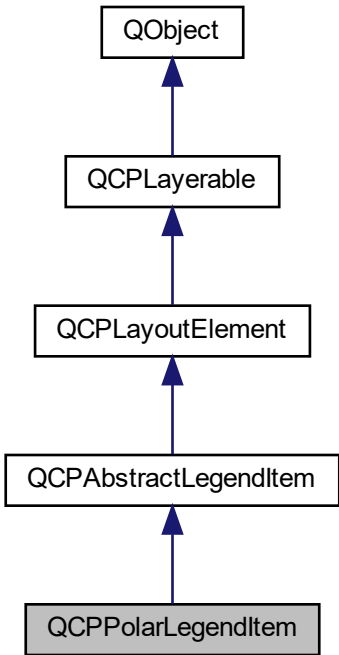 QObject
QCPLayerable
QCPLayoutElement
QCPAbstractLegendItem
QCPPolarLegendItem